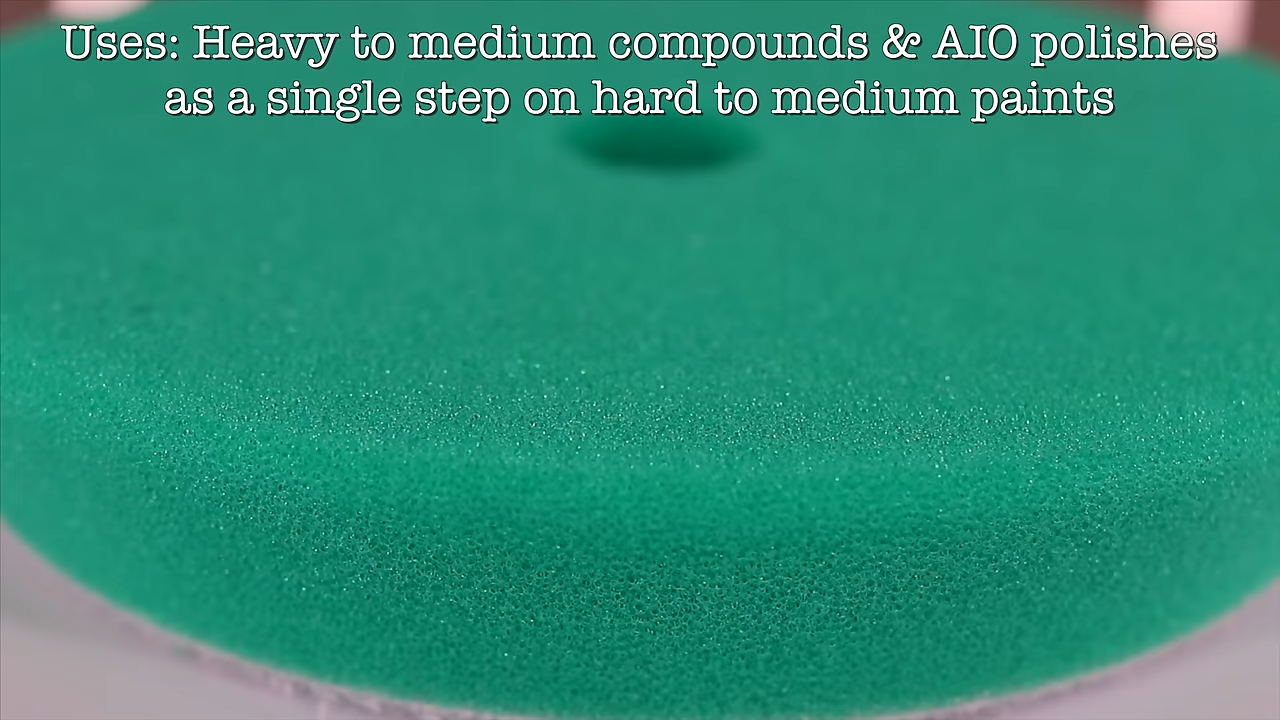 Uses: Heavy to medium compounds & AIO polishes
as a single step on hard to medium paints